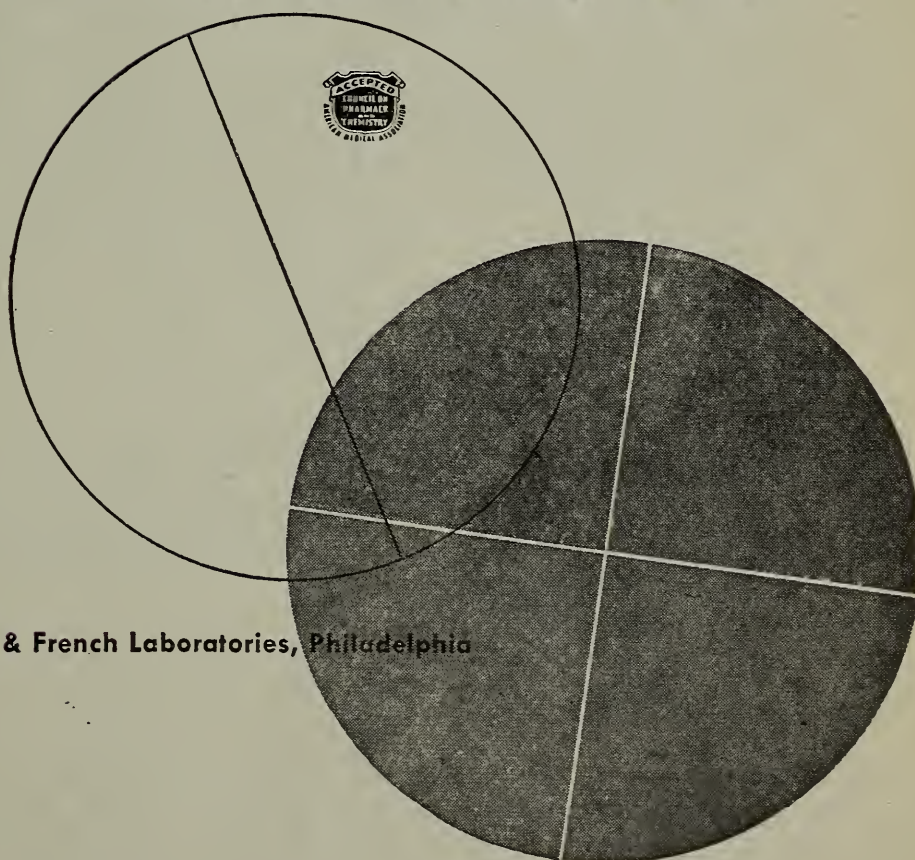 ACCEPTED
COUNCIL ON
PHARMACY
AND
CHEMISTRY
AMERICAN MEDICAL ASSOCIATION
& French Laboratories, Philadelphia